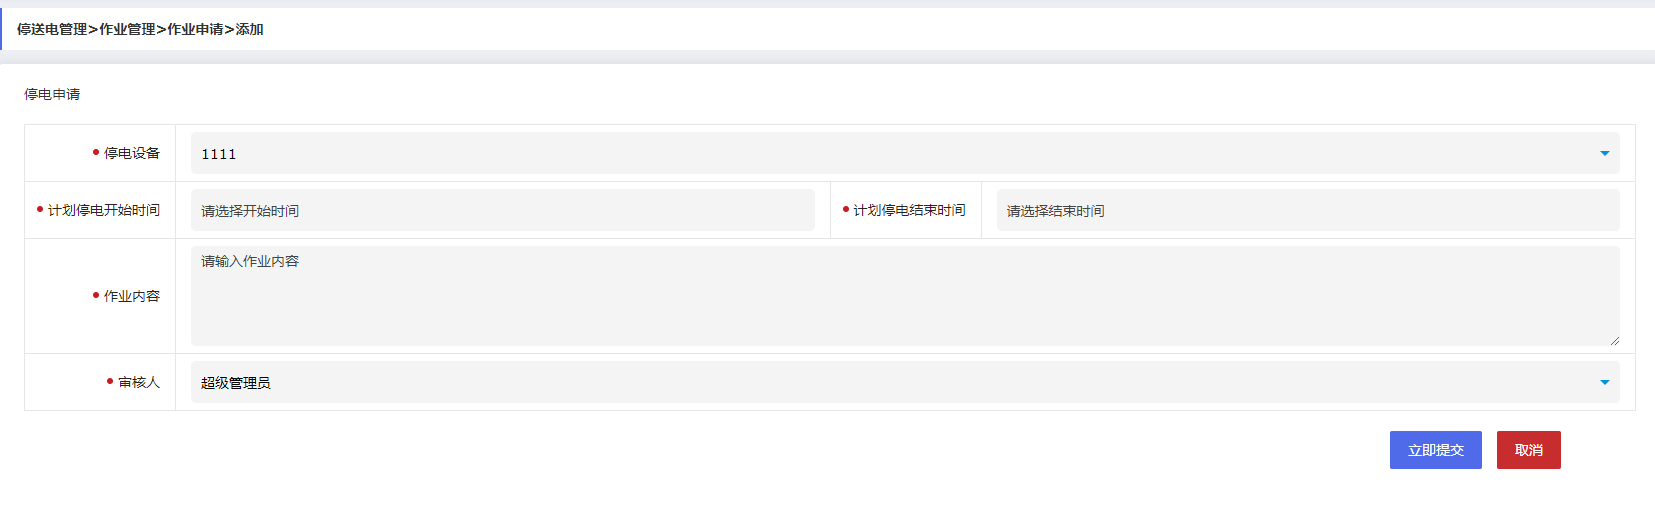 停送电管理>作业管理>作业申请>添加
停电申请
停电设备
1111
计划停电开始时间
请选择开始时间
计划停电结束时间
请选择结束时间
作业内容
请输入作业内容
审核人
超级管理员
立即提交
取消